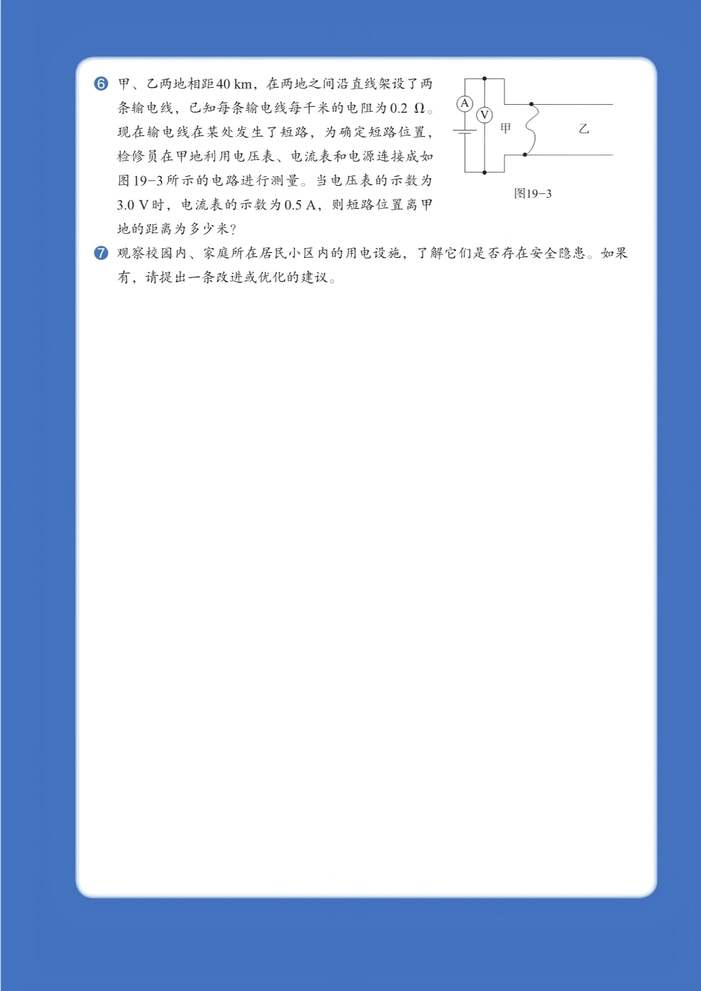 6 甲、乙两地相距40 km，在两地之间沿直线架设了两
条输电线，已知每条输电线每千米的电阻为0.2 Ω。
现在输电线在某处发生了短路，为确定短路位置，
检修员在甲地利用电压表、电流表和电源连接成如
图19-3所示的电路进行测量。当电压表的示数为
3.0 V时，电流表的示数为0.5 A，则短路位置离甲
地的距离为多少米？
A
V
甲
乙
图19-3
7 观察校园内、家庭所在居民小区内的用电设施，了解它们是否存在安全隐患。如果
有，请提出一条改进或优化的建议。